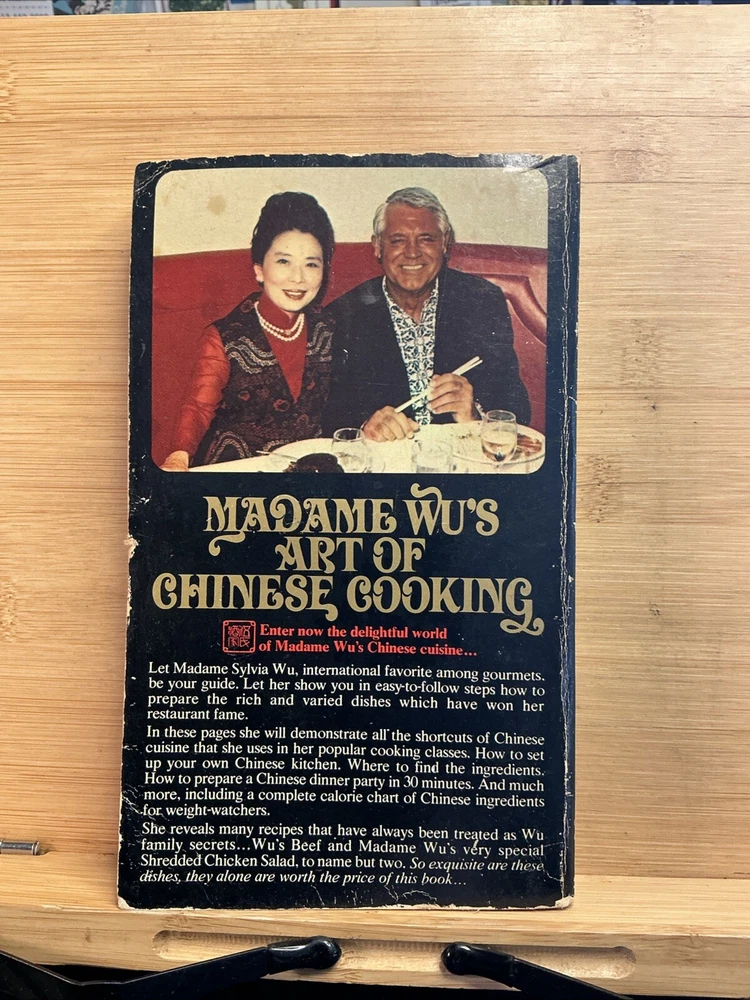 MADAME WU'S
ART OF
CHINESE COOKING
Enter now the delightful world
of Madame Wu's Chinese cuisine...
Let Madame Sylvia Wu, international favorite among gourmets.
be your guide. Let her show you in easy-to-follow steps how to
prepare the rich and varied dishes which have won her
restaurant fame.
In these pages she will demonstrate all the shortcuts of Chinese
cuisine that she uses in her popular cooking classes. How to set
up your own Chinese kitchen. Where to find the ingredients.
How to prepare a Chinese dinner party in 30 minutes. And much
more, including a complete calorie chart of Chinese ingredients
for weight-watchers.
She reveals many recipes that have always been treated as Wu
family secrets...Wu's Beef and Madame Wu's very special
Shredded Chicken Salad, to name but two. So exquisite are these
dishes, they alone are worth the price of this book...